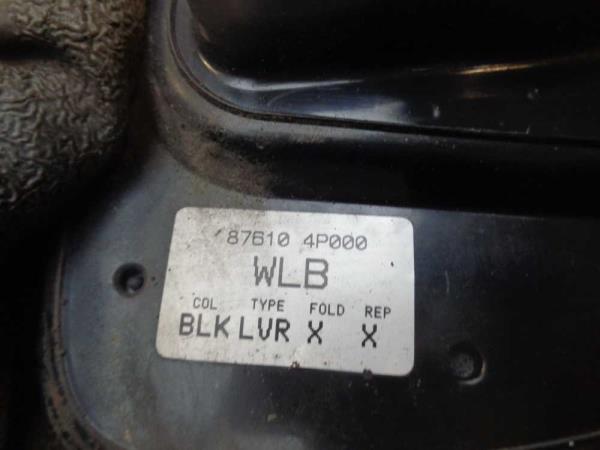 87610 4P000
WLB
COL TYPE FOLD REP
BLK LVR X X